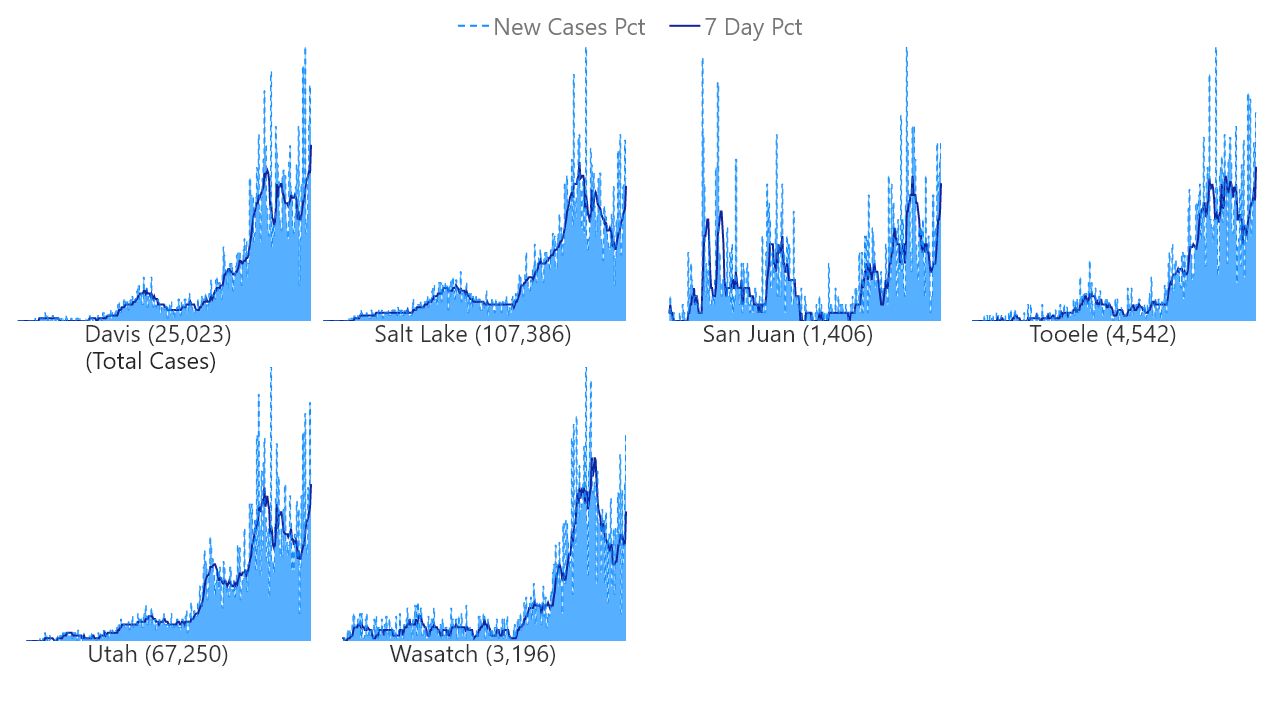 New Cases Pct
7 Day Pct
Davis (25,023)
(Total Cases)
Salt Lake (107,386)
San Juan (1,406)
Tooele (4,542)
Utah (67,250)
Wasatch (3,196)